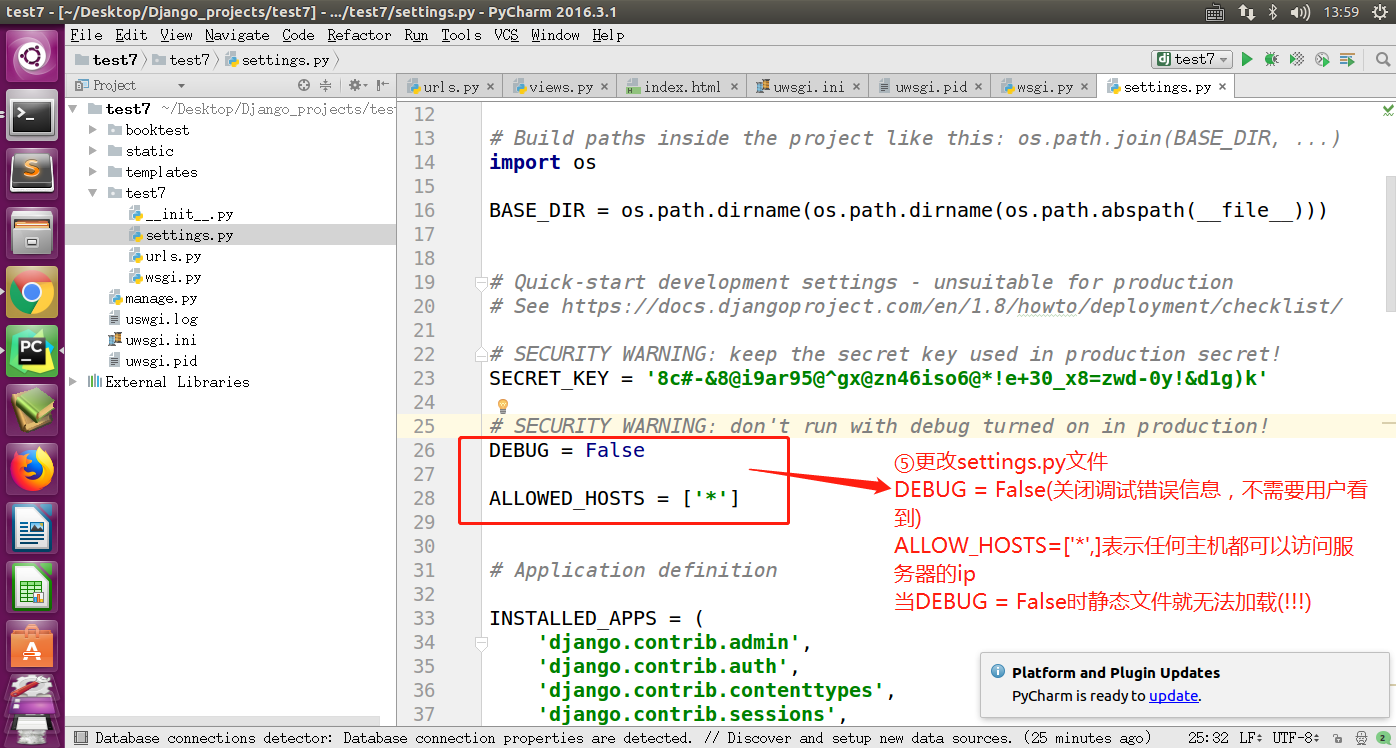 test7 - [~/Desktop/Django_projects/test7] - .../test7/settings.py - PyCharm 2016.3.1
13:59
File Edit View Navigate Code Refactor Run Tools VCS Window Help
test7 test7 settings.py
test7
Project
urls.py views.py index.html uwsgi.ini uwsgi.pid wsgi.py settings.py
test7 ~/Desktop/Django_projects/tes
booktest
static
templates
test7
__init__.py
settings.py
urls.py
wsgi.py
manage.py
uswgi.log
uwsgi.ini
uwsgi.pid
External Libraries
12
13 # Build paths inside the project like this: os.path.join(BASE_DIR, ...)
14 import os
15
16 BASE_DIR = os.path.dirname(os.path.dirname(os.path.abspath(__file__)))
17
18
19 # Quick-start development settings - unsuitable for production
20 # See https://docs.djangoproject.com/en/1.8/howto/deployment/checklist/
21
22 # SECURITY WARNING: keep the secret key used in production secret!
23 SECRET_KEY = '8c#-&8@i9ar95@^gx@zn46iso6@*!e+30_x8=zwd-0y!&d1g)k'
24
25 # SECURITY WARNING: don't run with debug turned on in production!
26 DEBUG = False
27
28 ALLOWED_HOSTS = ['*']
29
30
31 # Application definition
32
33 INSTALLED_APPS = (
34 'django.contrib.admin',
35 'django.contrib.auth',
36 'django.contrib.contenttypes',
37 'django.contrib.sessions',
⑤更改settings.py文件
DEBUG = False(关闭调试错误信息，不需要用户看
到)
ALLOW_HOSTS=['*',]表示任何主机都可以访问服
务器的ip
当DEBUG = False时静态文件就无法加载(!!!)
Platform and Plugin Updates
PyCharm is ready to update.
Database connections detector: Database connection properties are detected. // Discover and setup new data sources. (25 minutes ago)
25:32 LF÷ UTF-8÷ 2